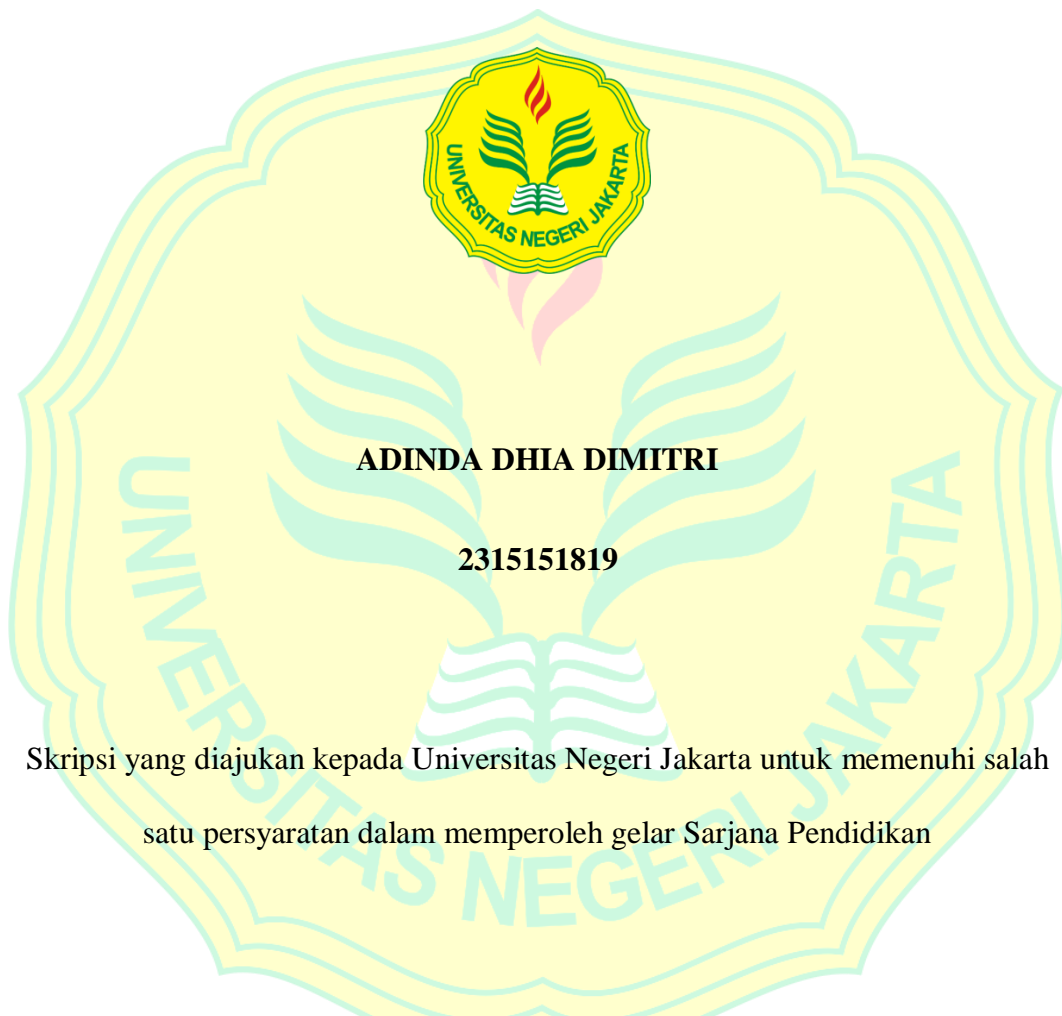 UNIVERSITAS NEGERI JAKARTA
ADINDA DHIA DIMITRI
2315151819
Skripsi yang diajukan kepada Universitas Negeri Jakarta untuk memenuhi salah
satu persyaratan dalam memperoleh gelar Sarjana Pendidikan
UNIVERSITAS NEGERI JAKARTA